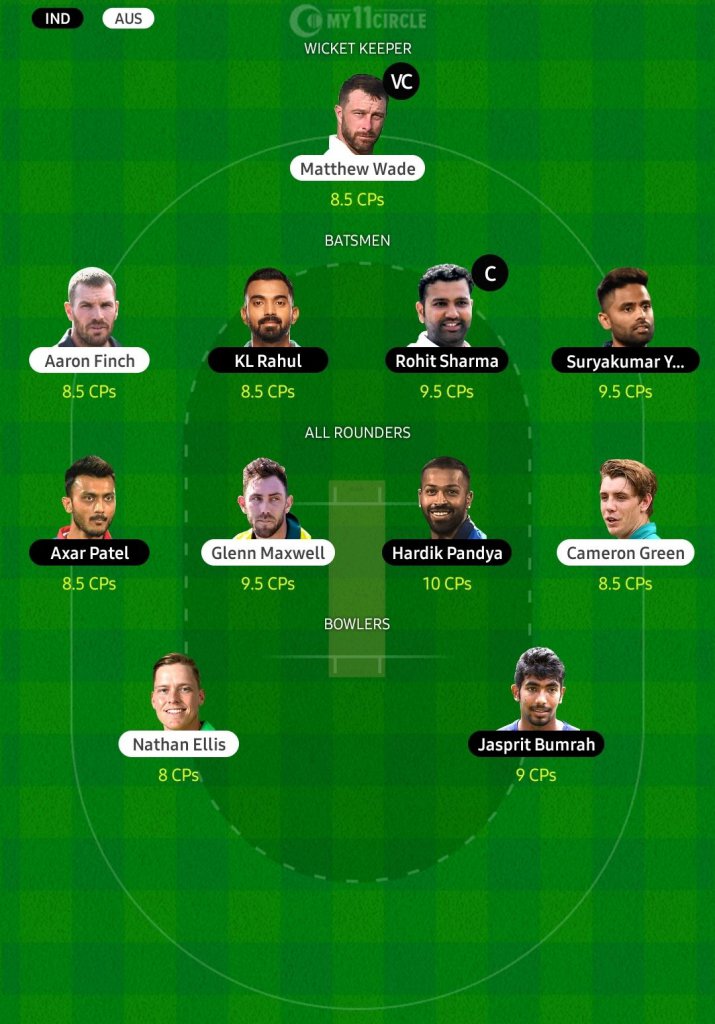 IND AUS
MY11CIRCLE
WICKET KEEPER
VC
Matthew Wade
8.5 CPs
BATSMEN
C
Aaron Finch KL Rahul Rohit Sharma Suryakumar Y...
8.5 CPs 8.5 CPs 9.5 CPs 9.5 CPs
ALL ROUNDERS
Axar Patel Glenn Maxwell Hardik Pandya Cameron Green
8.5 CPs 9.5 CPs 10 CPs 8.5 CPs
BOWLERS
Nathan Ellis Jasprit Bumrah
8 CPs 9 CPs